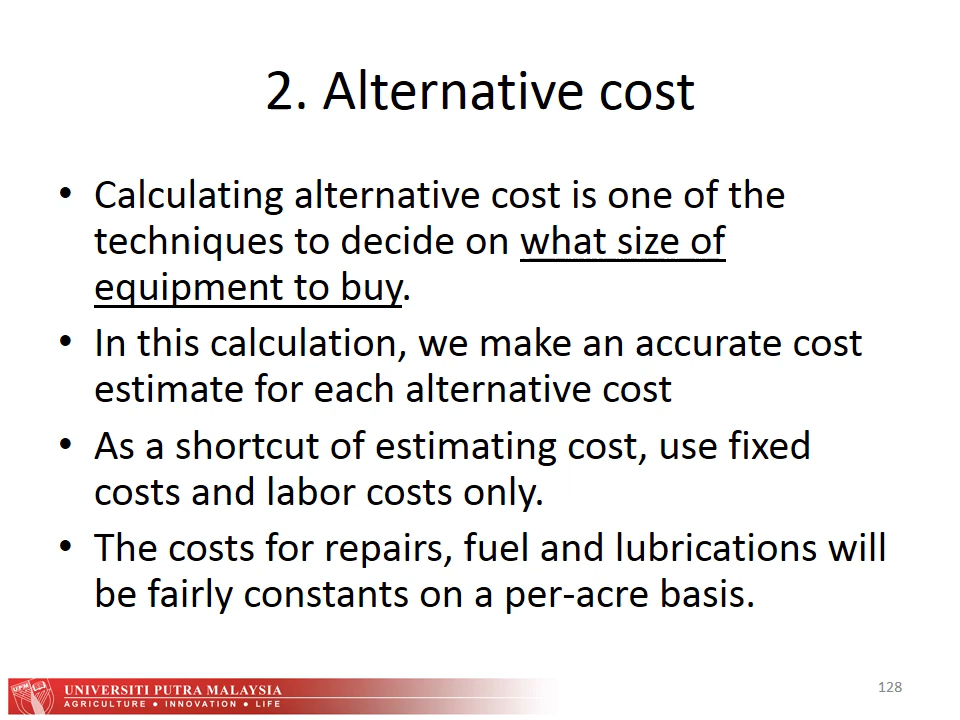 2. Alternative cost
• Calculating alternative cost is one of the
techniques to decide on what size of
equipment to buy.
• In this calculation, we make an accurate cost
estimate for each alternative cost
• As a shortcut of estimating cost, use fixed
costs and labor costs only.
• The costs for repairs, fuel and lubrications will
be fairly constants on a per-acre basis.
UPM
UNIVERSITI PUTRA MALAYSIA
AGRICULTURE • INNOVATION • LIFE
128